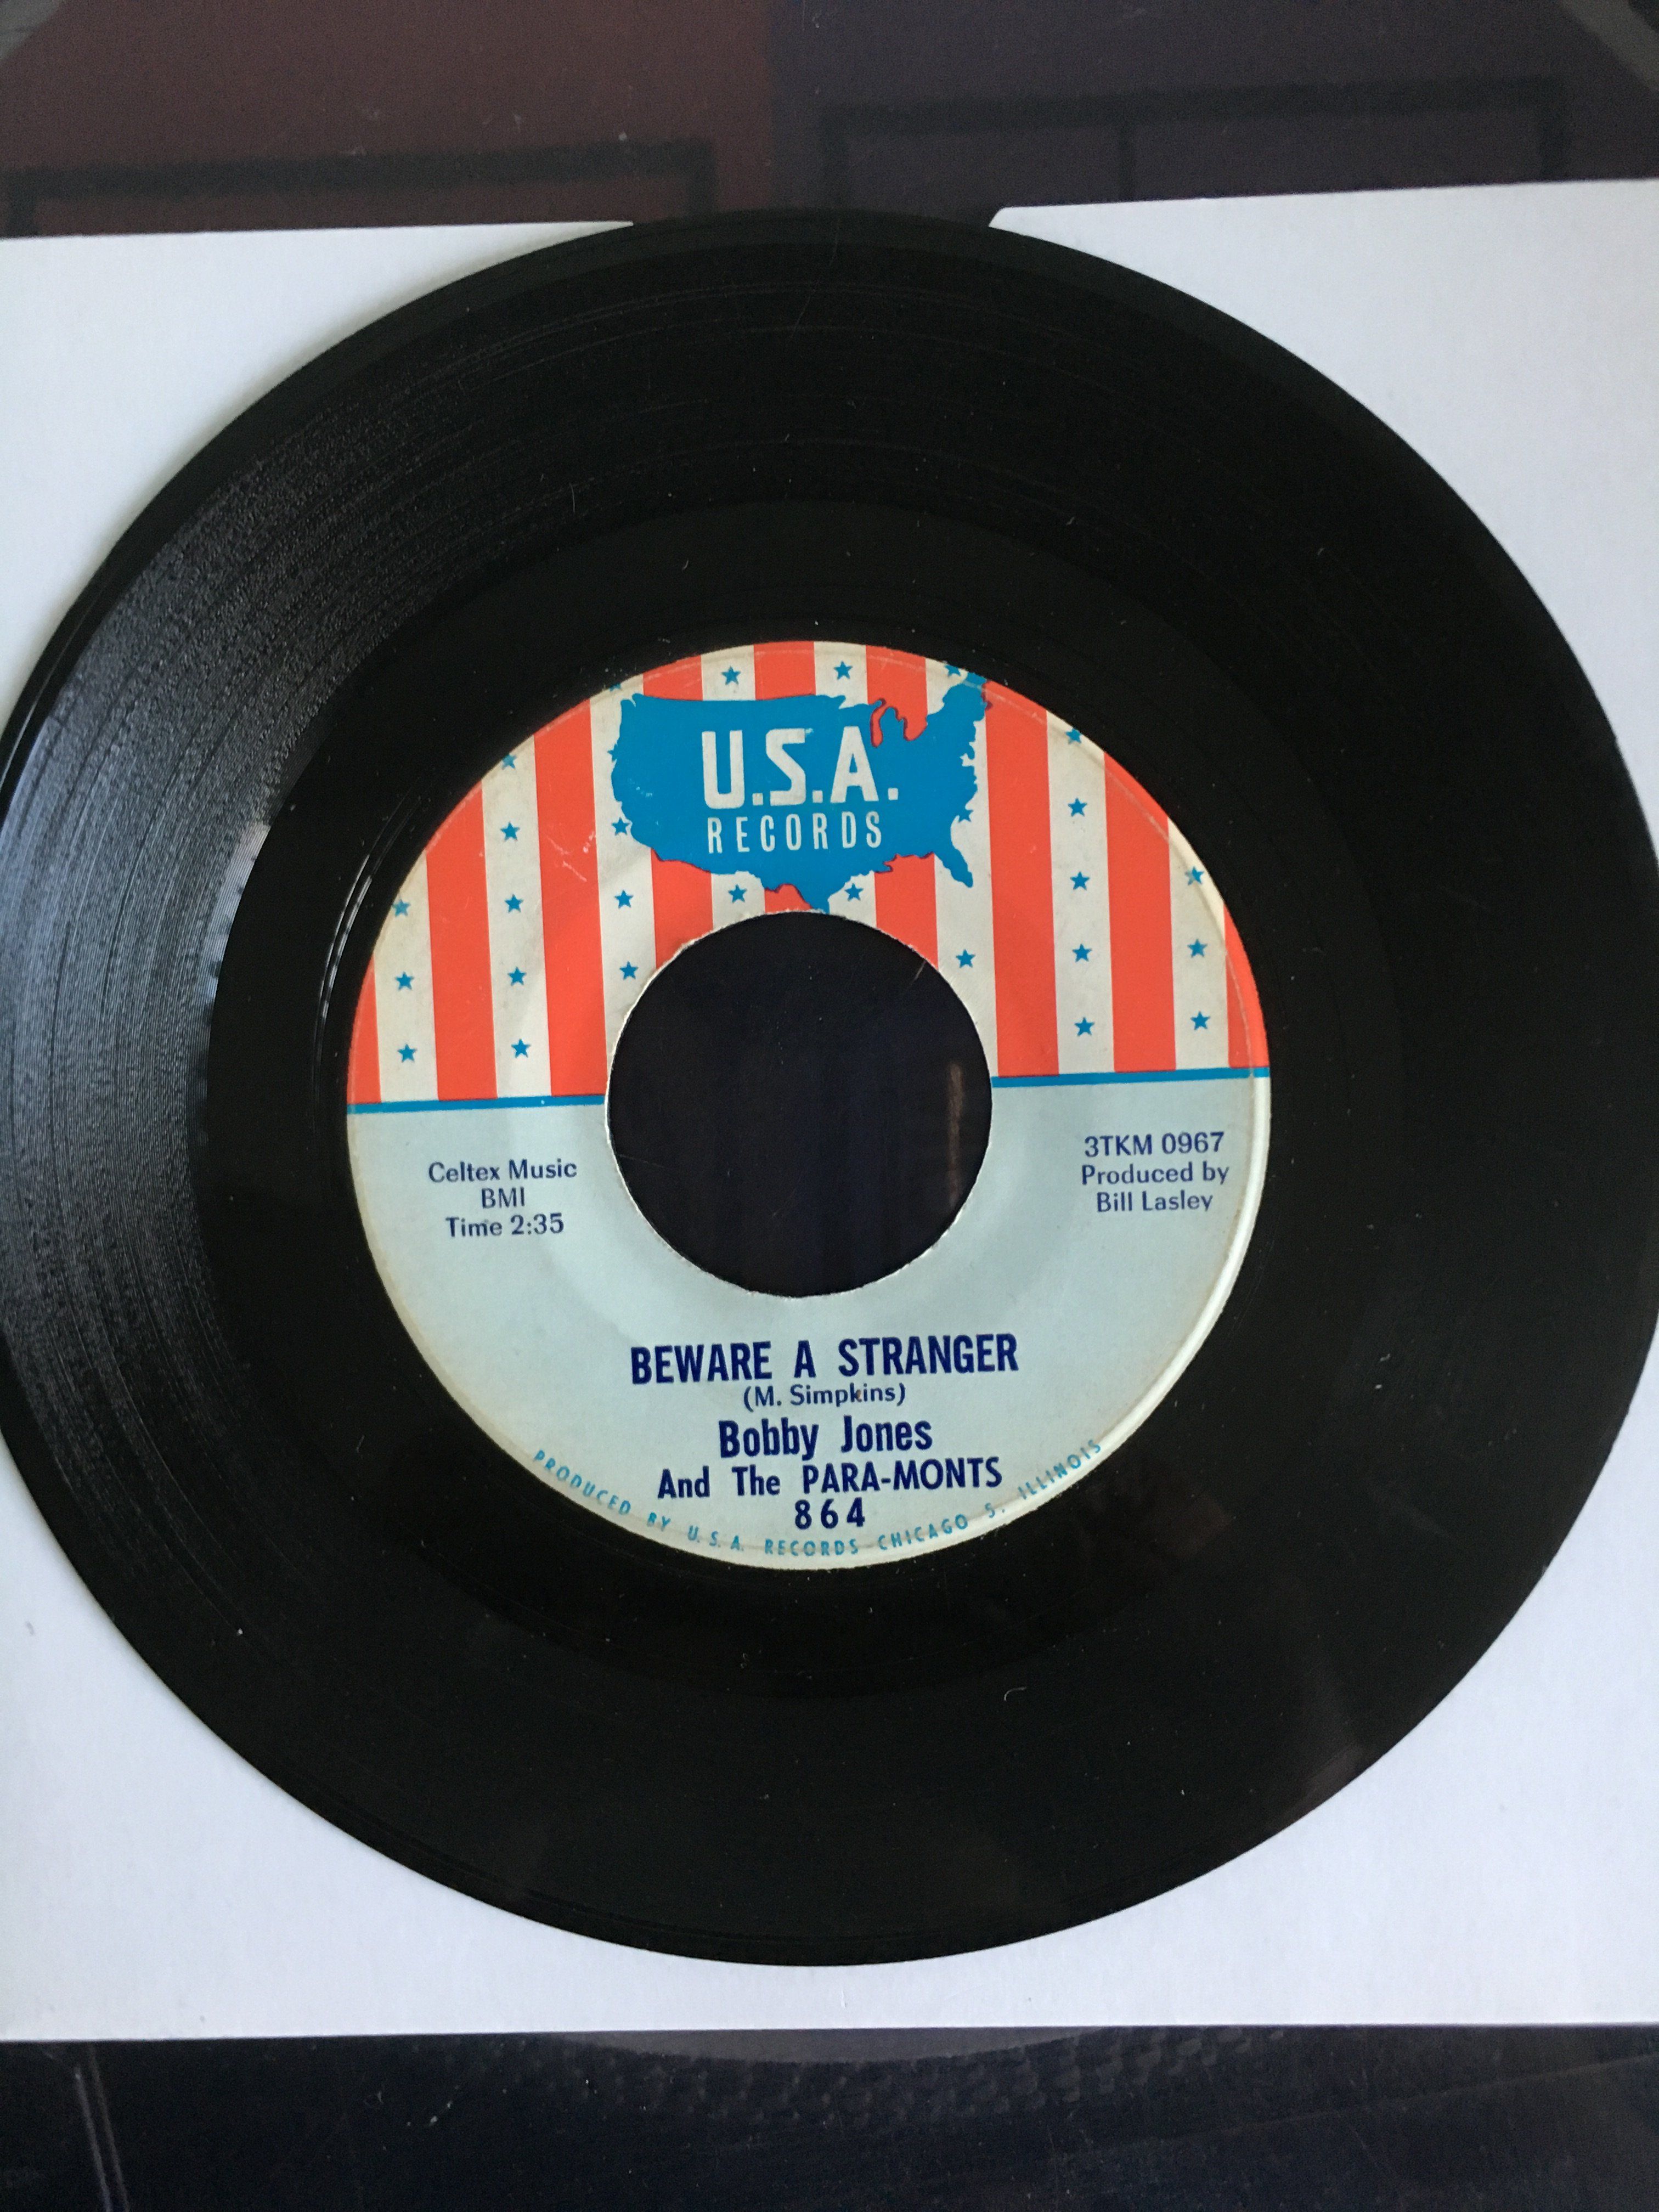 U.S.A.
RECORDS
Celtex Music
BMI
Time 2:35
3TKM 0967
Produced by
Bill Lasley
BEWARE A STRANGER
(M. Simpkins)
Bobby Jones
And The PARA-MONTS
864
PRODUCED BY U.S.A. RECORDS CHICAGO 5, ILLINOIS